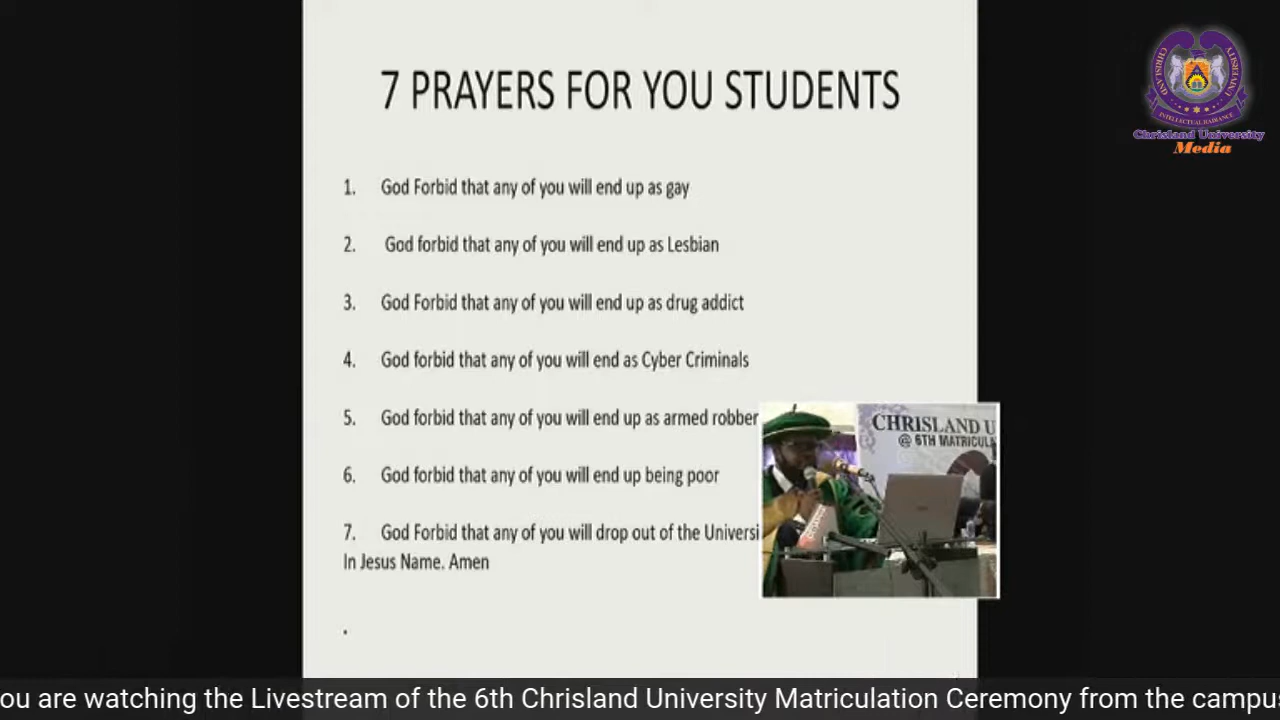 7 PRAYERS FOR YOU STUDENTS
1. God Forbid that any of you will end up as gay
2. God forbid that any of you will end up as Lesbian
3. God Forbid that any of you will end up as drug addict
4. God forbid that any of you will end as Cyber Criminals
5. God forbid that any of you will end up as armed robber
6. God forbid that any of you will end up being poor
7. God Forbid that any of you will drop out of the Universi
In Jesus Name. Amen
.
CHRISLAND UNIVERSITY
INTELLECTUAL RADIANCE
Chrisland University
Media
CHRISLAND U
@ 6TH MATRICULA
ou are watching the Livestream of the 6th Chrisland University Matriculation Ceremony from the campus